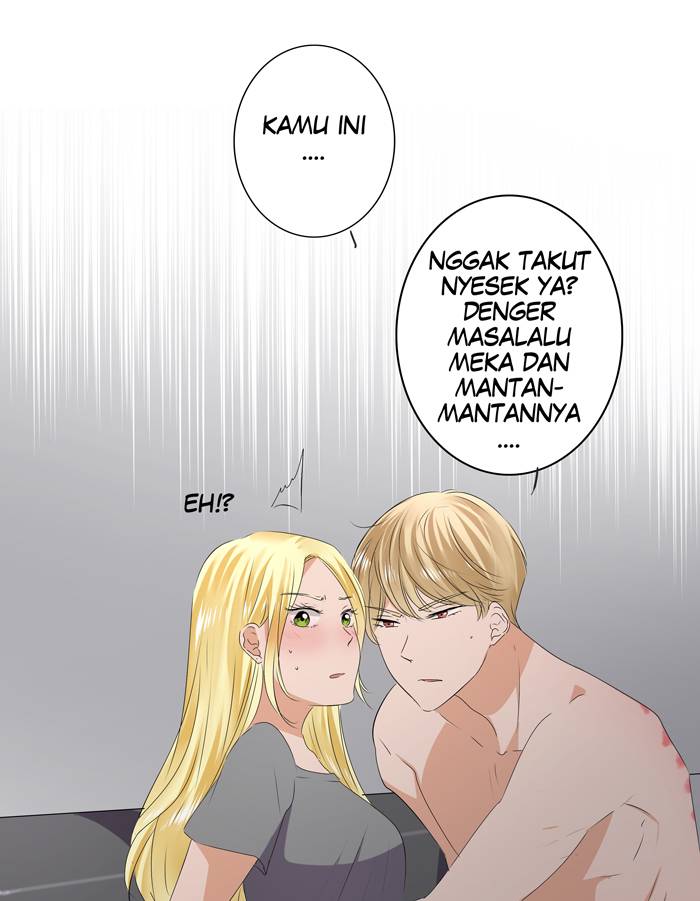 KAMU INI
....
NGGAK TAKUT
NYESEK YA?
DENGER
MASALALU
MEKA DAN
MANTAN-
MANTANNYA
....
EH!?